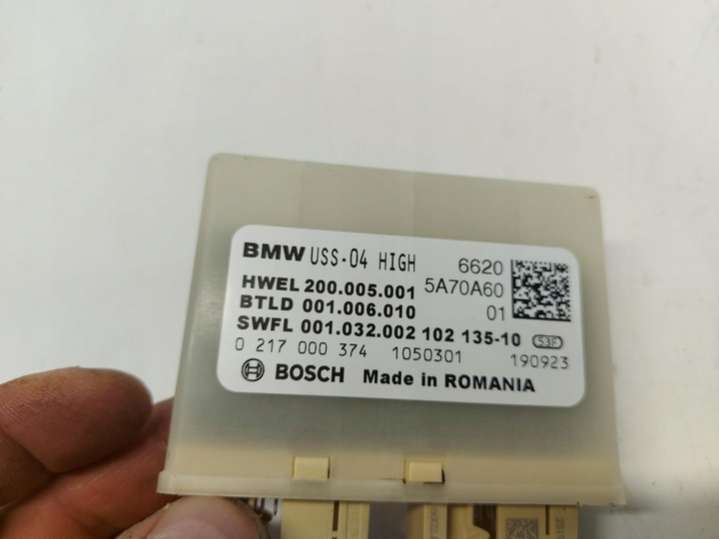 BMW USS-04 HIGH 6620
HWEL 200.005.001 5A70A60
BTLD 001.006.010 01
SWFL 001.032.002 102 135-10 S3P
0 217 000 374 1050301 190923
BOSCH Made in ROMANIA